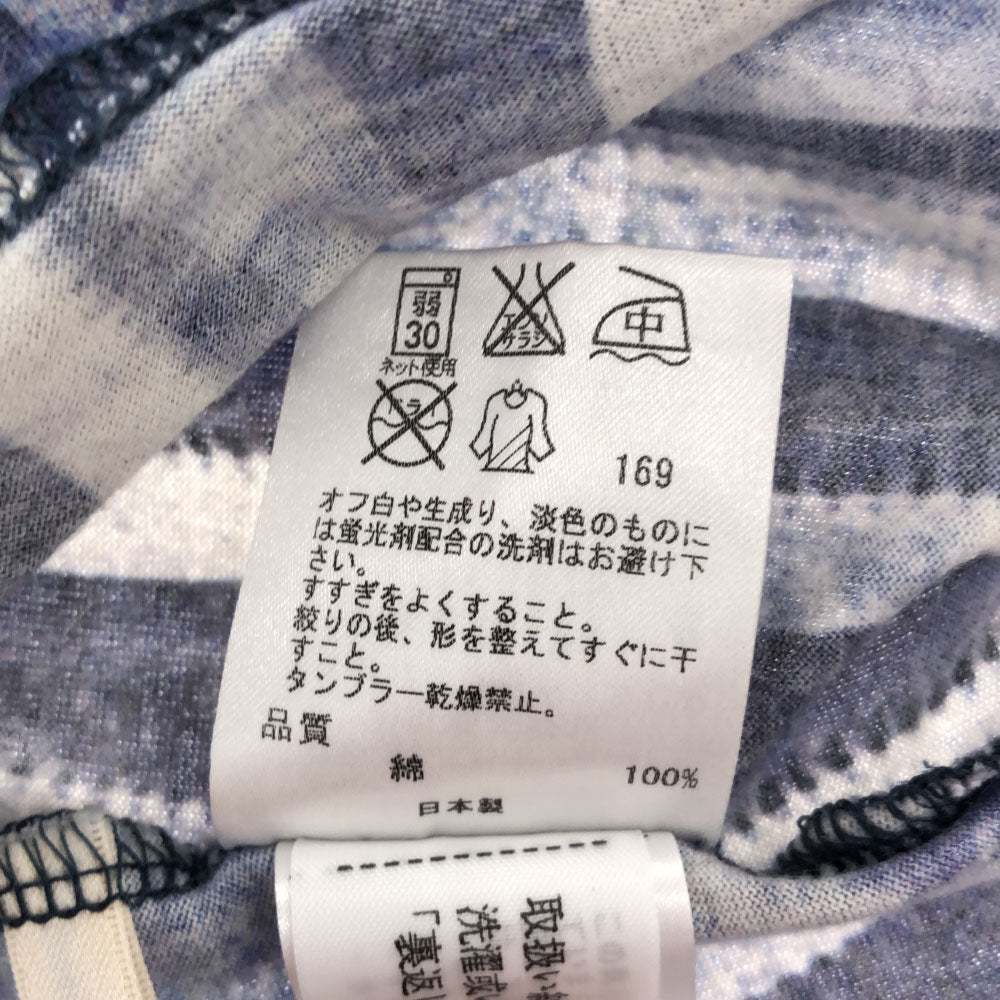 弱
30
ネット使用
エンソ
サラシ
中
ドライ
169
オフ白や生成り、淡色のものに
は蛍光剤配合の洗剤はお避け下
さい。
すすぎをよくすること。
絞りの後、形を整えてすぐに干
すこと。
タンブラー乾燥禁止。
品質
綿 100%
日本製
取扱い
洗濯或い
「裏返し